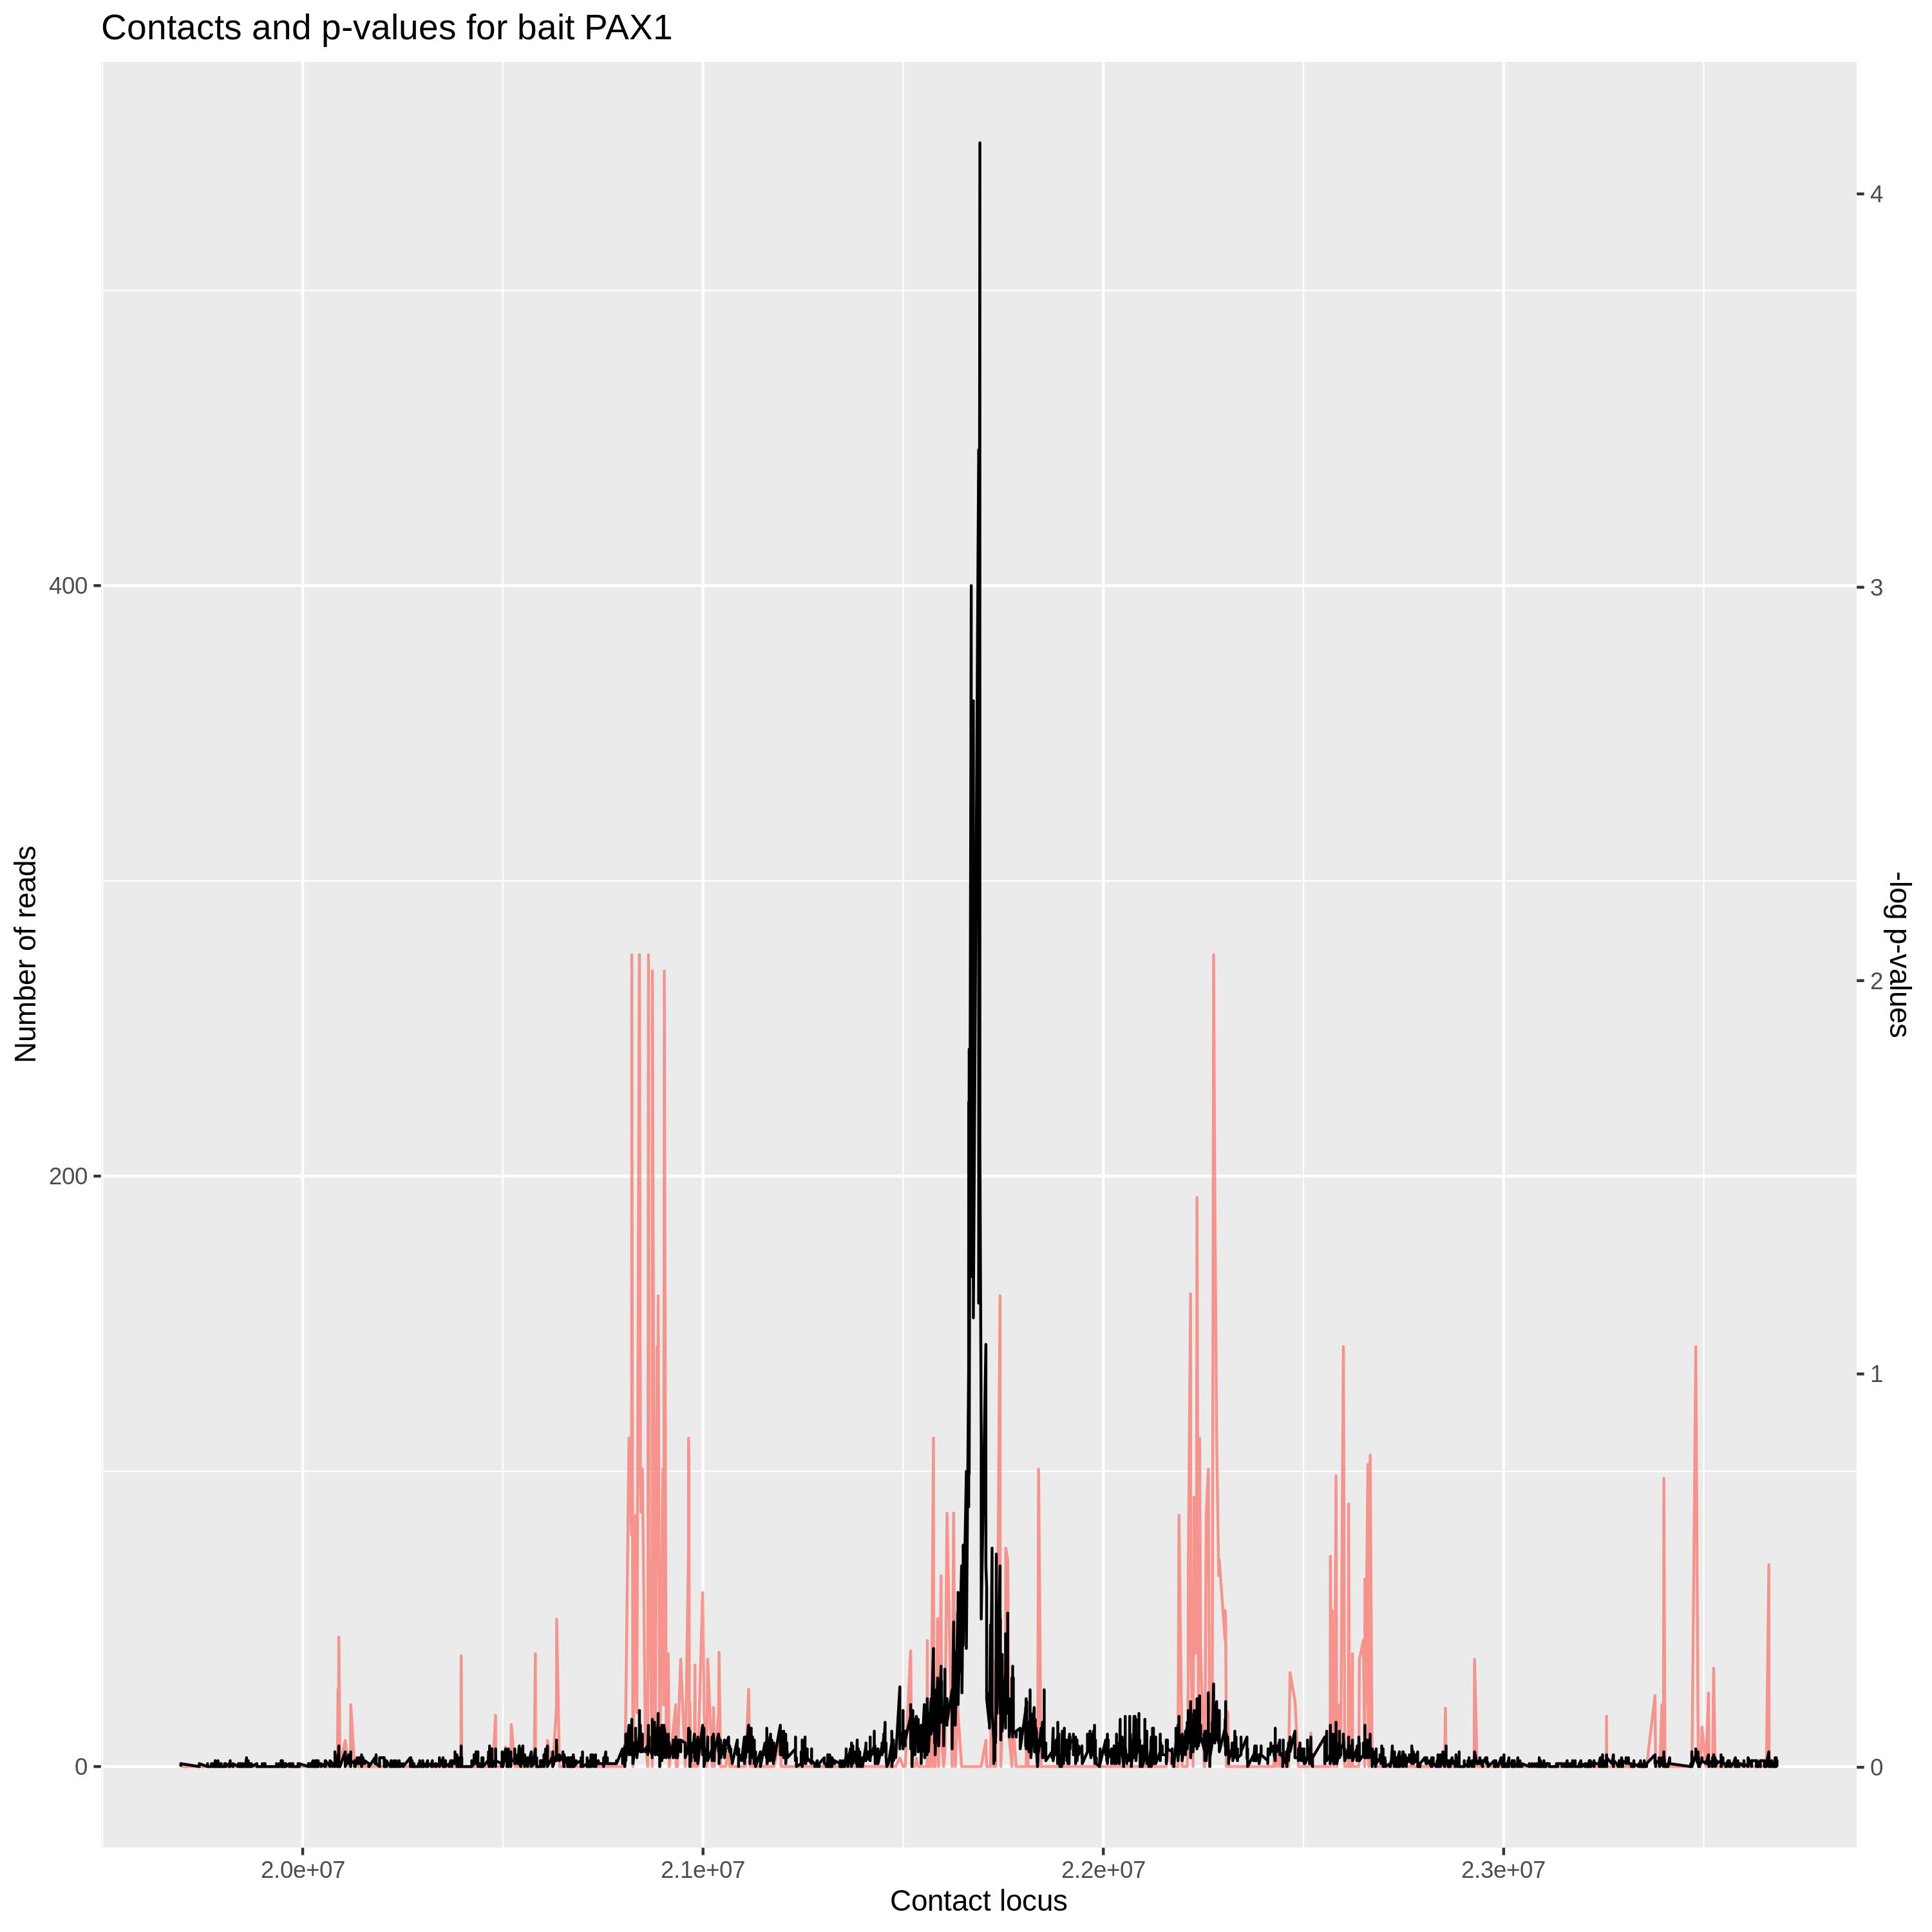 Contacts and p-values for bait PAX1
Number of reads
400
200
0
4
3
2
1
0
-log p-values
2.0e+07
2.1e+07
2.2e+07
2.3e+07
Contact locus